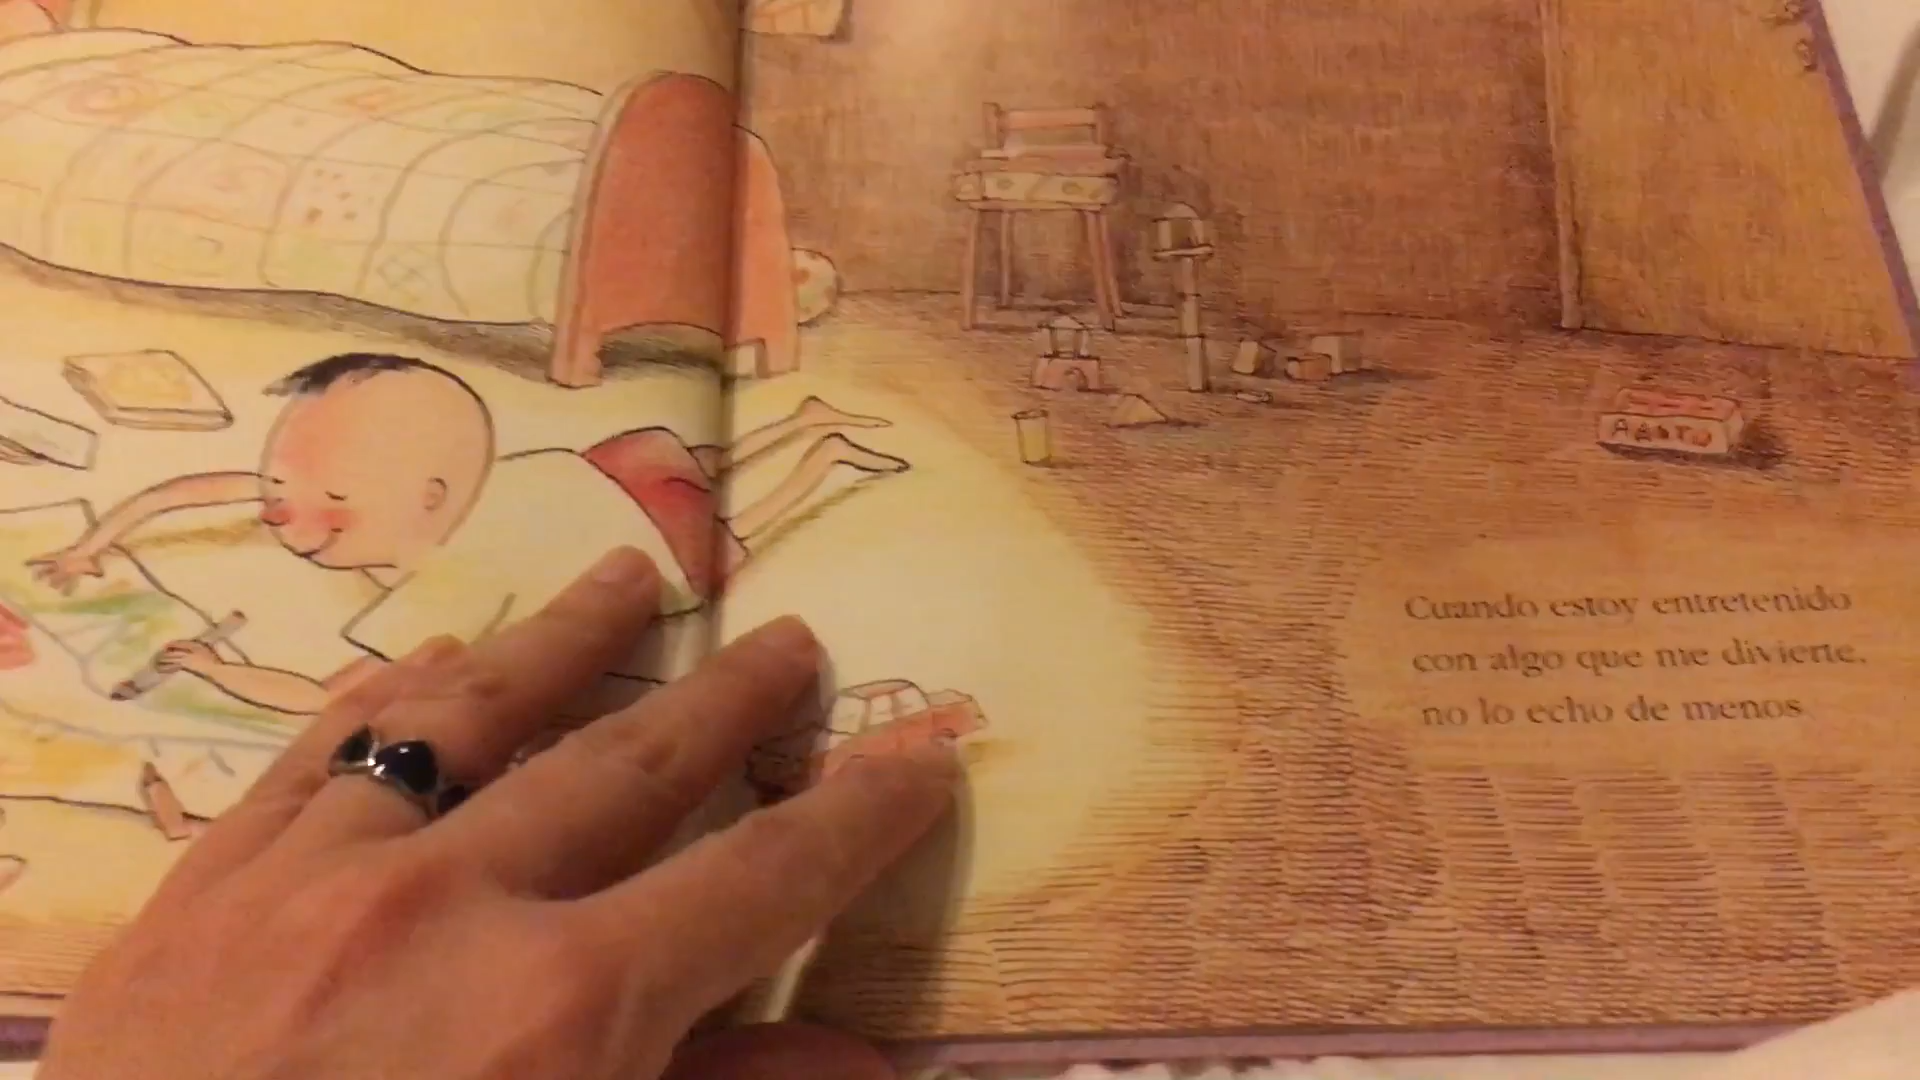 Cuando estoy entretenido
con algo que me divierte,
no lo echo de menos.